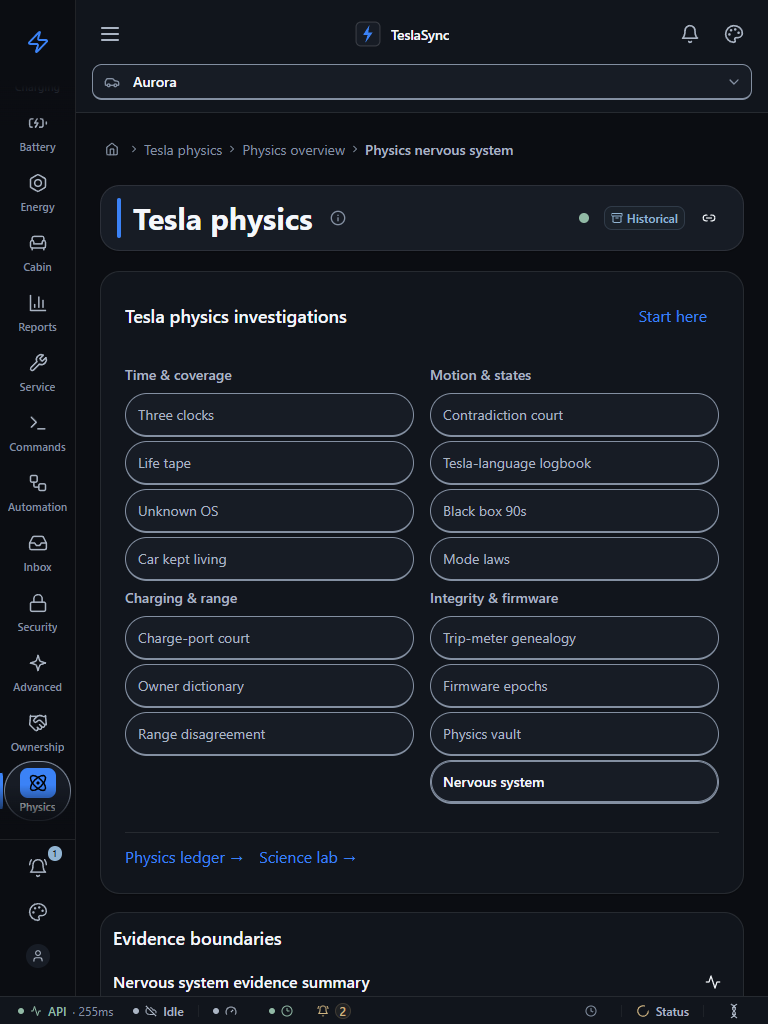 TeslaSync
Aurora
Charging
Battery
Energy
Cabin
Reports
Service
Commands
Automation
Inbox
Security
Advanced
Ownership
Physics
1
Tesla physics > Physics overview > Physics nervous system
Tesla physics
Historical
Tesla physics investigations
Start here
Time & coverage
Three clocks
Life tape
Unknown OS
Car kept living
Motion & states
Contradiction court
Tesla-language logbook
Black box 90s
Mode laws
Charging & range
Charge-port court
Owner dictionary
Range disagreement
Integrity & firmware
Trip-meter genealogy
Firmware epochs
Physics vault
Nervous system
Physics ledger →
Science lab →
Evidence boundaries
Nervous system evidence summary
API · 255ms
Idle
2
Status